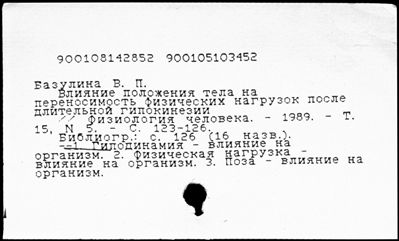 900108142852 900105103452
Базулина В. П.
Влияние положения тела на
переносимость физических нагрузок после
длительной гипокинезии
// Физиология человека. - 1989. - Т.
15, N 5. - С. 123-126.
Библиогр.: с. 126 (16 назв.).
--1. Гиподинамия - влияние на
организм. 2. Физическая нагрузка -
влияние на организм. 3. Поза - влияние на
организм.